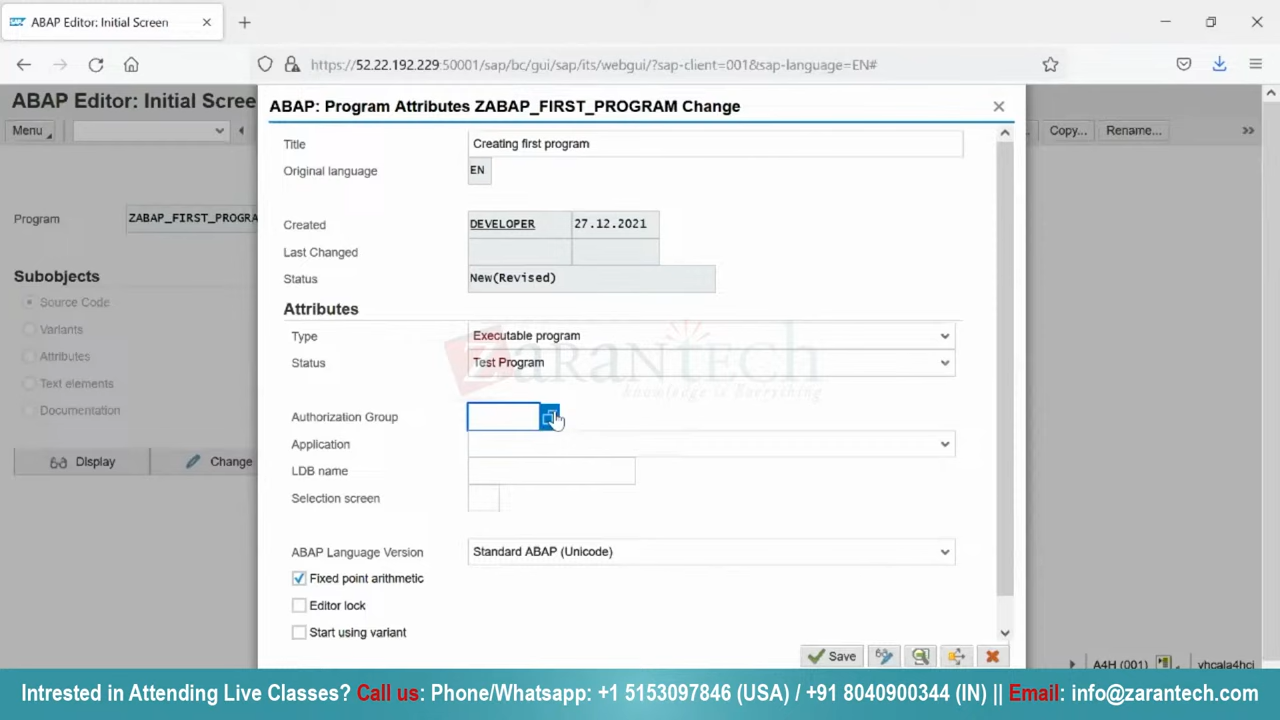 ABAP Editor: Initial Screen
https://52.22.192.229:50001/sap/bc/gui/sap/its/webgui/?sap-client=001&sap-language=EN#
ABAP Editor: Initial Scree
ABAP: Program Attributes ZABAP_FIRST_PROGRAM Change
Menu
Copy...
Rename...
Title
Creating first program
Original language
EN
Program
ZABAP_FIRST_PROGRA
Created
DEVELOPER
27.12.2021
Last Changed
Status
New(Revised)
Subobjects
Source Code
Variants
Attributes
Text elements
Documentation
Display
Change
Attributes
Type
Executable program
Status
Test Program
ZARANTECH
knowledge is Everything
Authorization Group
Application
LDB name
Selection screen
ABAP Language Version
Standard ABAP (Unicode)
Fixed point arithmetic
Editor lock
Start using variant
Save
A4H (001)
vhcala4hci
Intrested in Attending Live Classes? Call us: Phone/Whatsapp: +1 5153097846 (USA) / +91 8040900344 (IN) || Email: info@zarantech.com